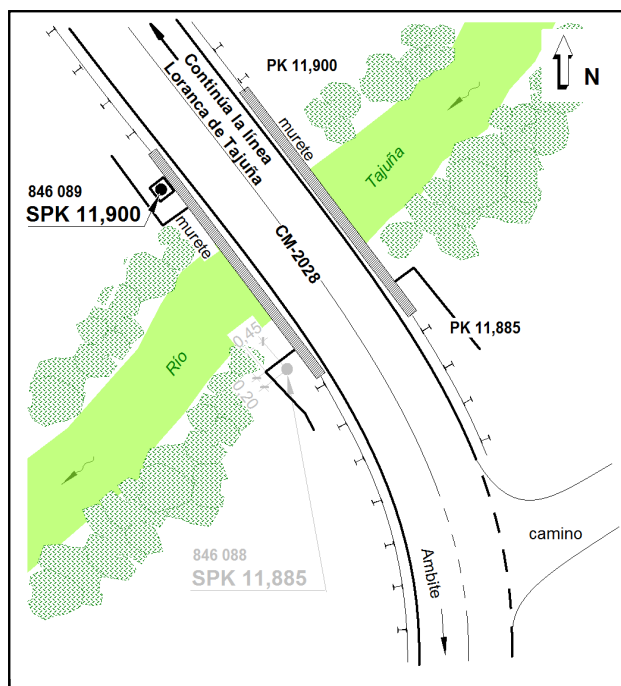 PK 11,900
N
Continúa la línea
Loranca de Tajuña
murete
Tajuña
846 089
SPK 11,900
murete
CM-2028
PK 11,885
Río
0.45
0.20
846 088
SPK 11,885
Ambite
camino